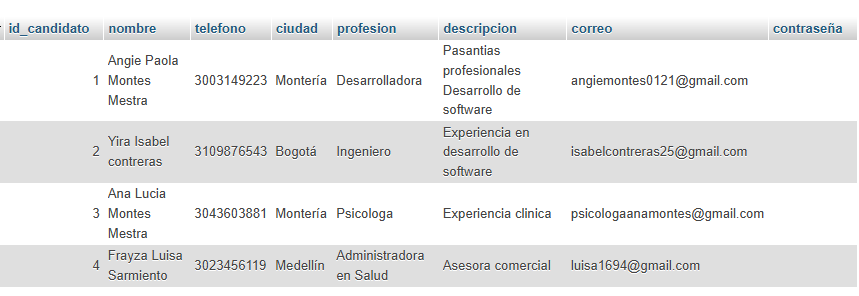 id_candidato nombre telefono ciudad profesion descripcion correo contraseña
1 Angie Paola Montes Mestra 3003149223 Montería Desarrolladora Pasantias profesionales Desarrollo de software angiemontes0121@gmail.com
2 Yira Isabel contreras 3109876543 Bogotá Ingeniero Experiencia en desarrollo de software isabelcontreras25@gmail.com
3 Ana Lucia Montes Mestra 3043603881 Montería Psicologa Experiencia clinica psicologaanamontes@gmail.com
4 Frayza Luisa Sarmiento 3023456119 Medellín Administradora en Salud Asesora comercial luisa1694@gmail.com